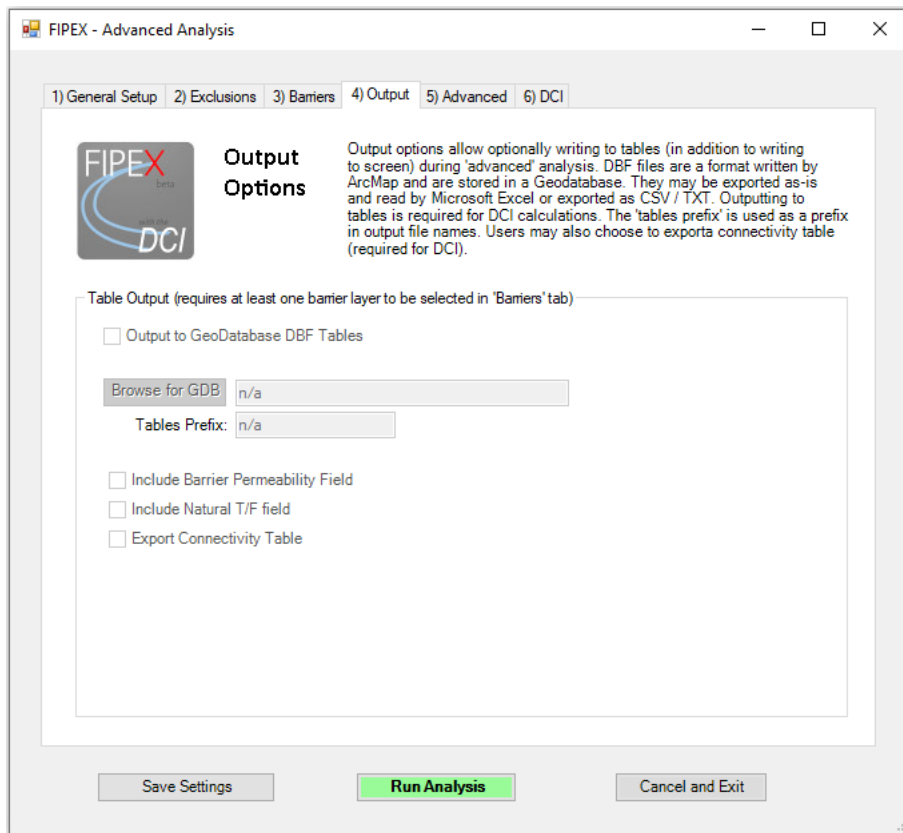 FIPEX - Advanced Analysis
1) General Setup 2) Exclusions 3) Barriers 4) Output 5) Advanced 6) DCI
FIPEX
beta
with the
DCI
Output
Options
Output options allow optionally writing to tables (in addition to writing
to screen) during 'advanced' analysis. DBF files are a format written by
ArcMap and are stored in a Geodatabase. They may be exported as-is
and read by Microsoft Excel or exported as CSV / TXT. Outputting to
tables is required for DCI calculations. The 'tables prefix' is used as a prefix
in output file names. Users may also choose to exporta connectivity table
(required for DCI).
Table Output (requires at least one barrier layer to be selected in 'Barriers' tab)
Output to GeoDatabase DBF Tables
Browse for GDB n/a
Tables Prefix: n/a
Include Barrier Permeability Field
Include Natural T/F field
Export Connectivity Table
Save Settings Run Analysis Cancel and Exit